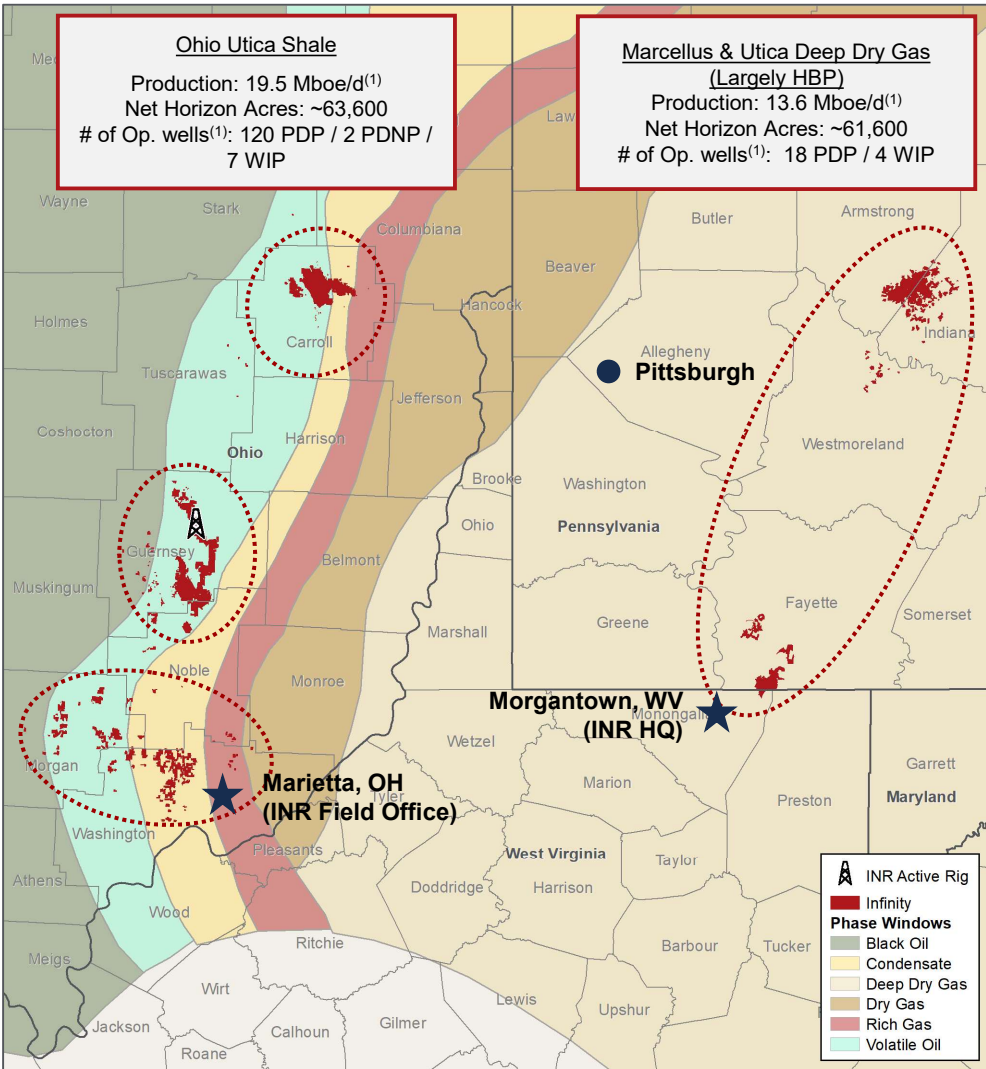 Ohio Utica Shale
Production: 19.5 Mboe/d(1)
Net Horizon Acres: ~63,600
# of Op. wells(1): 120 PDP / 2 PDNP /
7 WIP
Marcellus & Utica Deep Dry Gas
(Largely HBP)
Production: 13.6 Mboe/d(1)
Net Horizon Acres: ~61,600
# of Op. wells(1): 18 PDP / 4 WIP
Wayne
Stark
Columbiana
Butler
Armstrong
Beaver
Hancock
Holmes
Carroll
Indiana
Allegheny
Pittsburgh
Tuscarawas
Jefferson
Coshocton
Harrison
Westmoreland
Ohio
Brooke
Washington
Ohio
Pennsylvania
Guernsey
Belmont
Muskingum
Fayette
Somerset
Greene
Marshall
Noble
Monroe
Morgantown, WV
(INR HQ)
Wetzel
Morgan
Marion
Garrett
Marietta, OH
(INR Field Office)
Tyler
Preston
Maryland
Washington
Pleasants
West Virginia
Taylor
Athens
Doddridge
Harrison
Wood
Ritchie
Barbour
Tucker
Meigs
Wirt
Lewis
Upshur
Jackson
Calhoun
Gilmer
Roane
INR Active Rig
Infinity
Phase Windows
Black Oil
Condensate
Deep Dry Gas
Dry Gas
Rich Gas
Volatile Oil